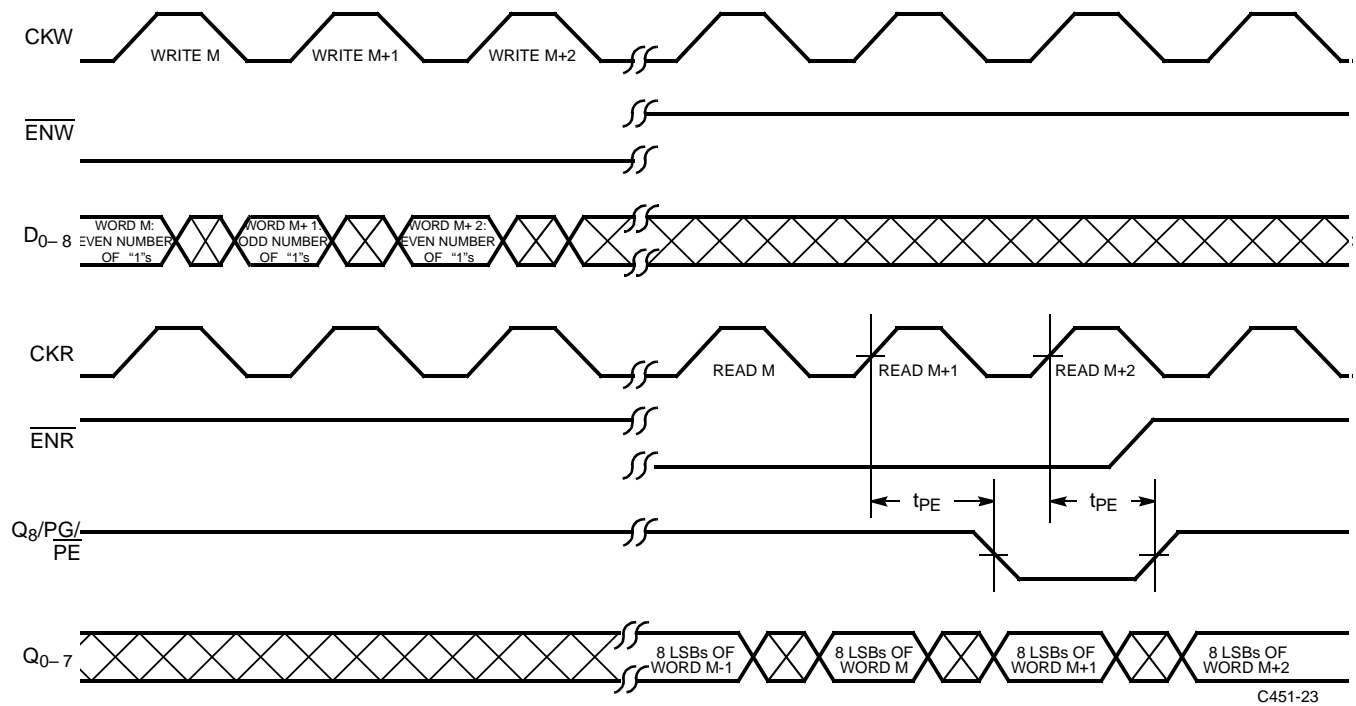 CKW
WRITE M WRITE M+1 WRITE M+2
ENW
D0–8
WORD M:
EVEN NUMBER
OF “1”s
WORD M+ 1:
ODD NUMBER
OF “1”s
WORD M+ 2:
EVEN NUMBER
OF “1”s
CKR
READ M READ M+1 READ M+2
ENR
tPE tPE
Q8/PG/
PE
Q0–7
8 LSBs OF
WORD M-1
8 LSBs OF
WORD M
8 LSBs OF
WORD M+1
8 LSBs OF
WORD M+2
C451-23